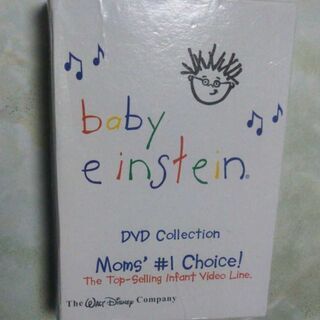 baby
einstein®
DVD Collection
Moms' #1 Choice!
The Top-Selling Infant Video Line.
The Walt Disney Company